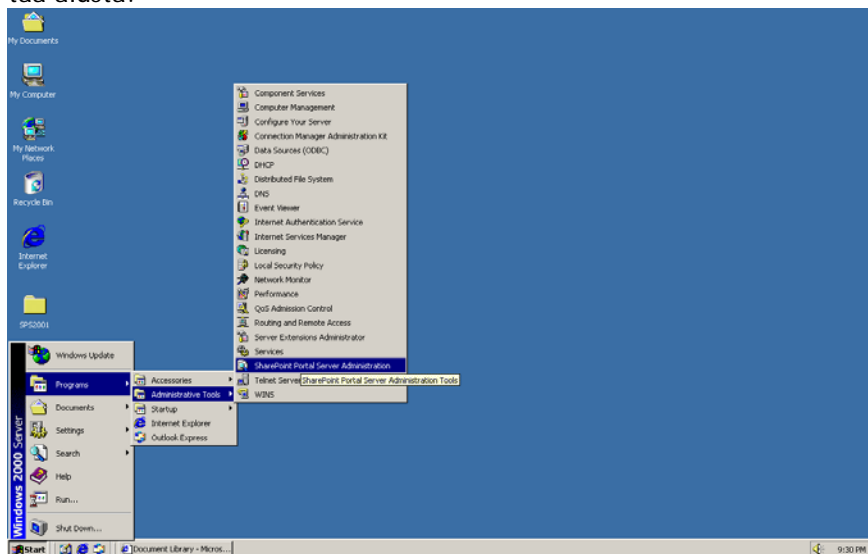 My Documents
My Computer
My Network
Places
Recycle Bin
Internet
Explorer
SPS2001
Component Services
Computer Management
Configure Your Server
Connection Manager Administration Kit
Data Sources (ODBC)
DHCP
Distributed File System
DNS
Event Viewer
Internet Authentication Service
Internet Services Manager
Licensing
Local Security Policy
Network Monitor
Performance
QoS Admission Control
Routing and Remote Access
Server Extensions Administrator
Services
SharePoint Portal Server Administration
Telnet Server
SharePoint Portal Server Administration Tools
WINS
Windows Update
Programs
Documents
Settings
Search
Help
Run...
Shut Down...
Windows 2000 Server
Accessories
Administrative Tools
Startup
Internet Explorer
Outlook Express
Start
Document Library - Micros...
9:30 PM